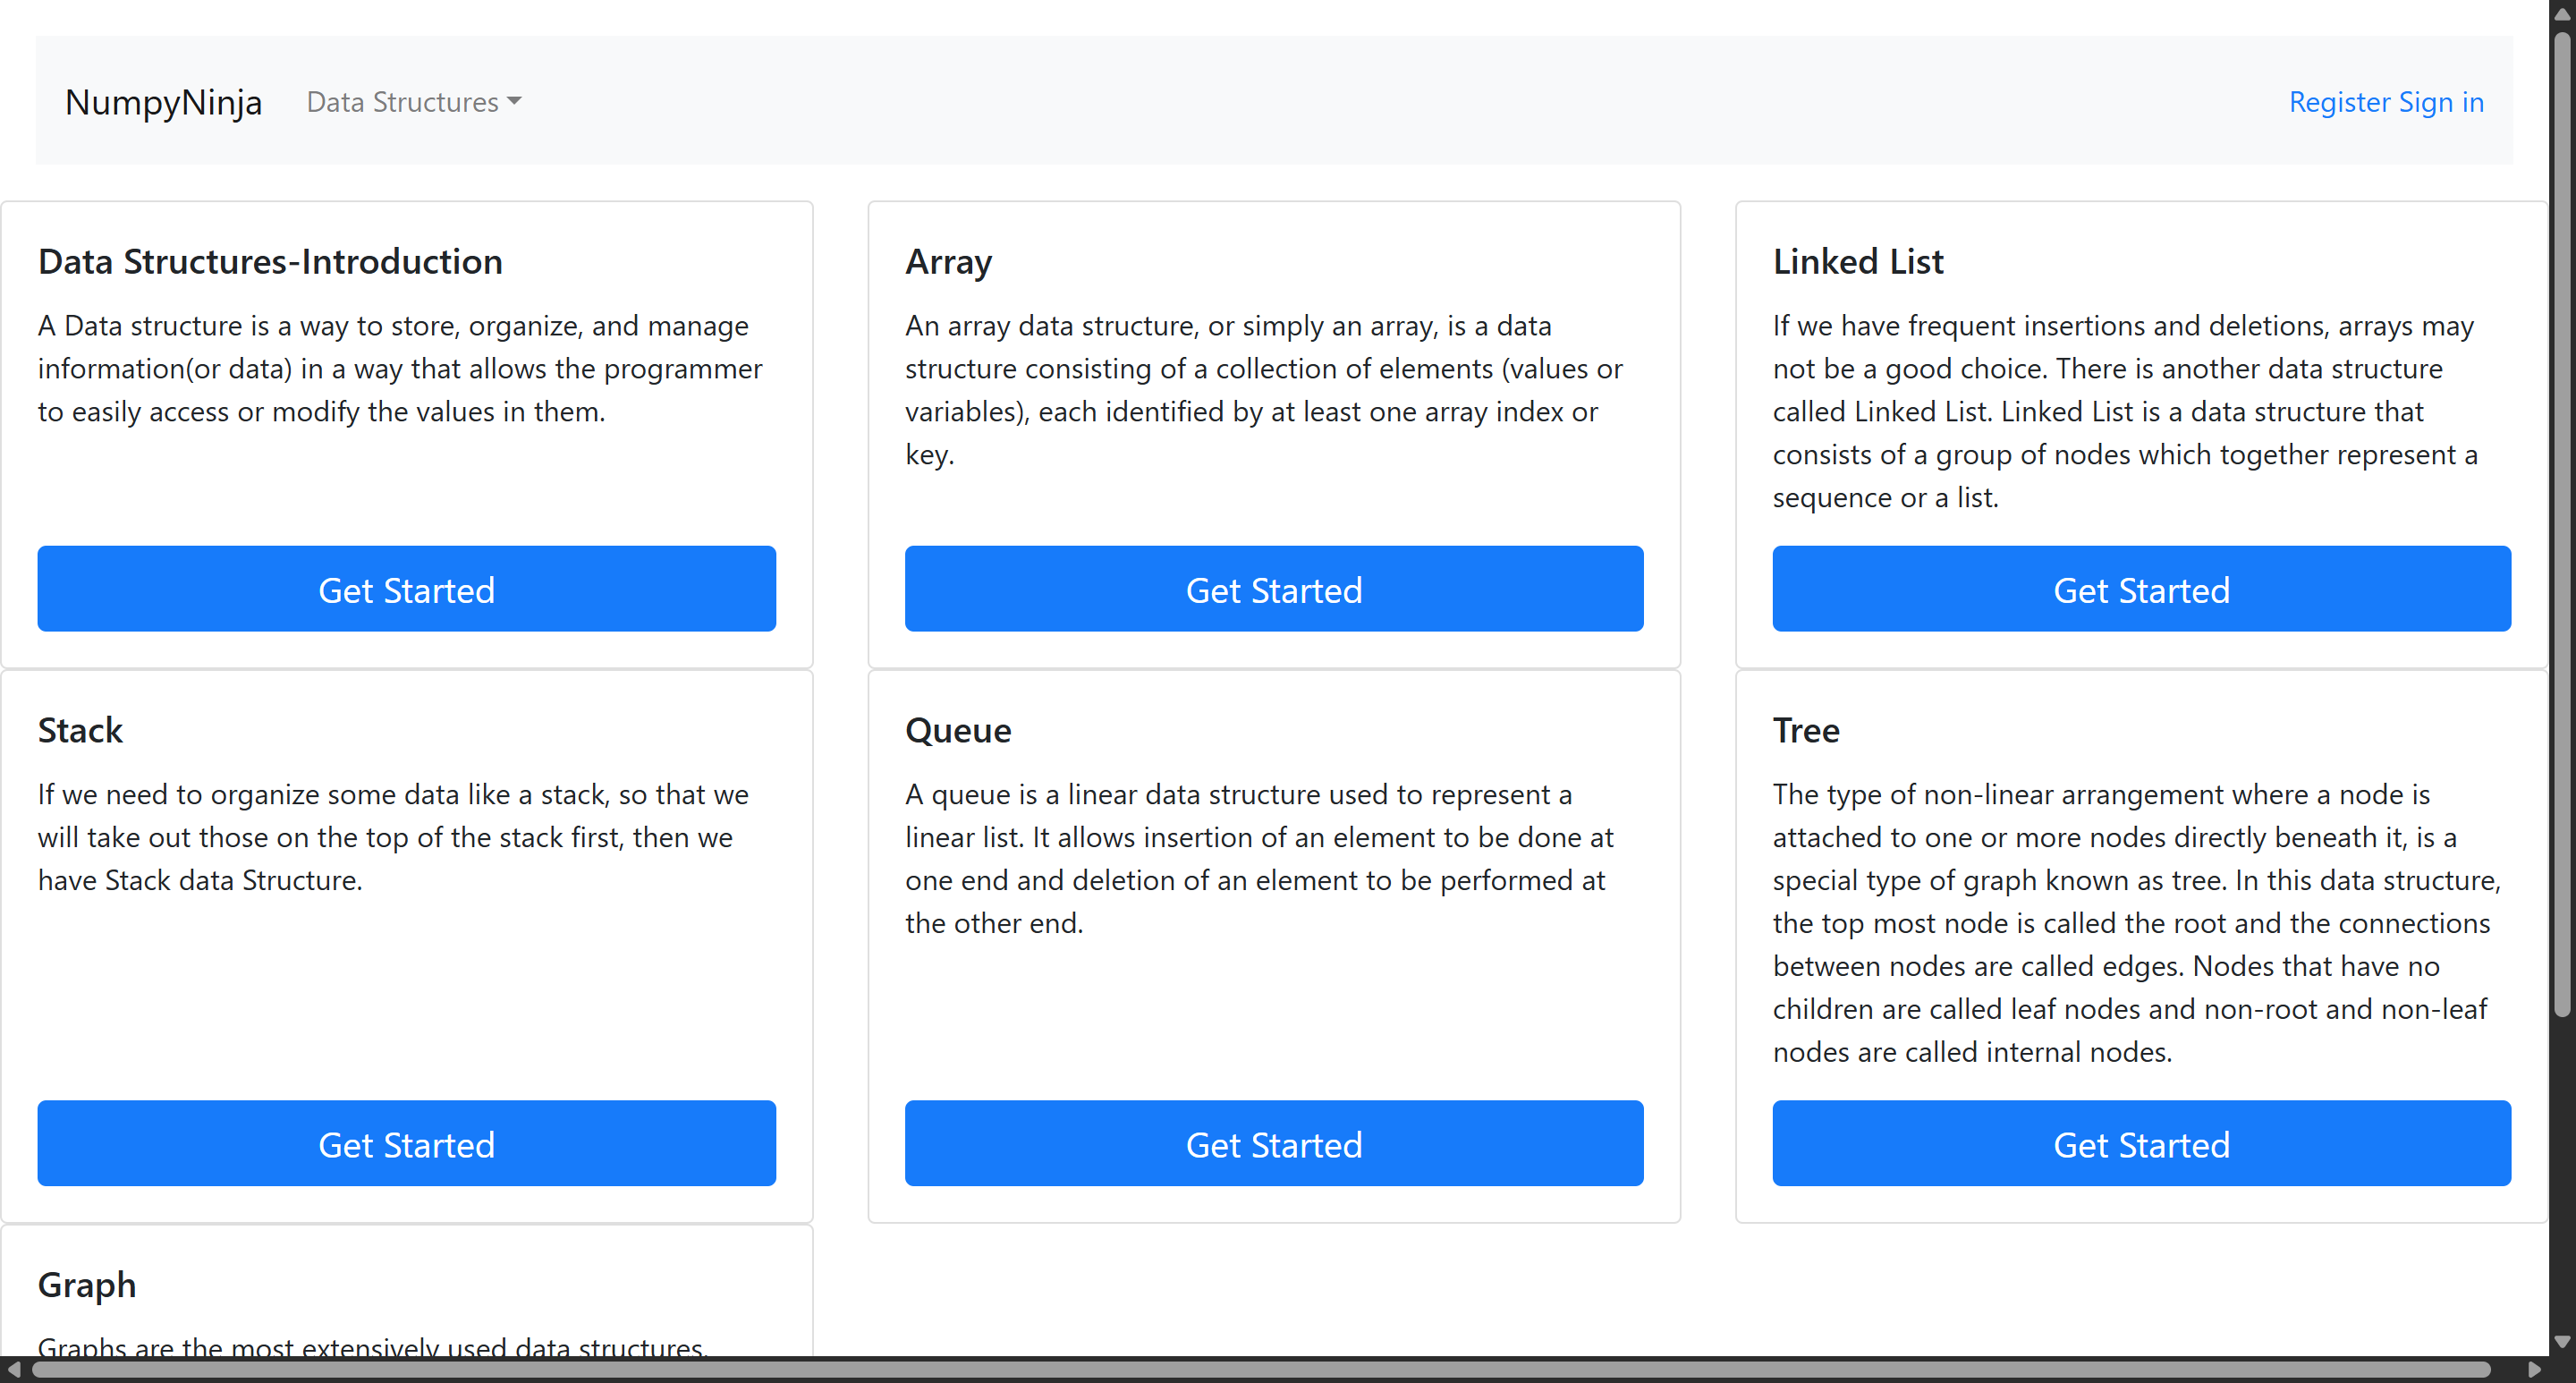 NumpyNinja Data Structures Register Sign in
Data Structures-Introduction
A Data structure is a way to store, organize, and manage
information(or data) in a way that allows the programmer
to easily access or modify the values in them.
Get Started
Array
An array data structure, or simply an array, is a data
structure consisting of a collection of elements (values or
variables), each identified by at least one array index or
key.
Get Started
Linked List
If we have frequent insertions and deletions, arrays may
not be a good choice. There is another data structure
called Linked List. Linked List is a data structure that
consists of a group of nodes which together represent a
sequence or a list.
Get Started
Stack
If we need to organize some data like a stack, so that we
will take out those on the top of the stack first, then we
have Stack data Structure.
Get Started
Queue
A queue is a linear data structure used to represent a
linear list. It allows insertion of an element to be done at
one end and deletion of an element to be performed at
the other end.
Get Started
Tree
The type of non-linear arrangement where a node is
attached to one or more nodes directly beneath it, is a
special type of graph known as tree. In this data structure,
the top most node is called the root and the connections
between nodes are called edges. Nodes that have no
children are called leaf nodes and non-root and non-leaf
nodes are called internal nodes.
Get Started
Graph
Graphs are the most extensively used data structures.